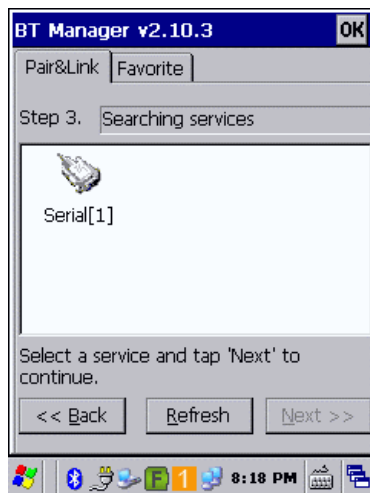 BT Manager v2.10.3 OK
Pair&Link Favorite
Step 3. Searching services
Serial[1]
Select a service and tap 'Next' to
continue.
<< Back Refresh Next >>
F 1 8:18 PM